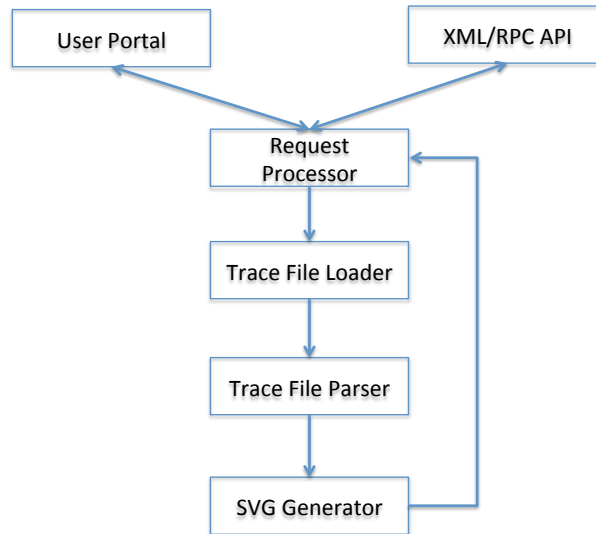 User Portal
XML/RPC API
Request
Processor
Trace File Loader
Trace File Parser
SVG Generator